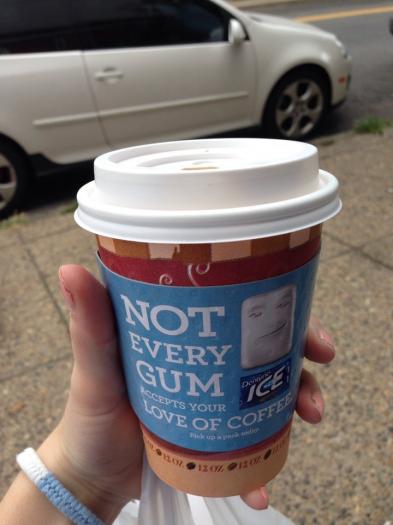 NOT
EVERY
GUM
ACCEPTS YOUR
LOVE OF COFFEE.
Pick up a pack today.
Dentyne
ICE
12 OZ 12 OZ 12 OZ 12 OZ